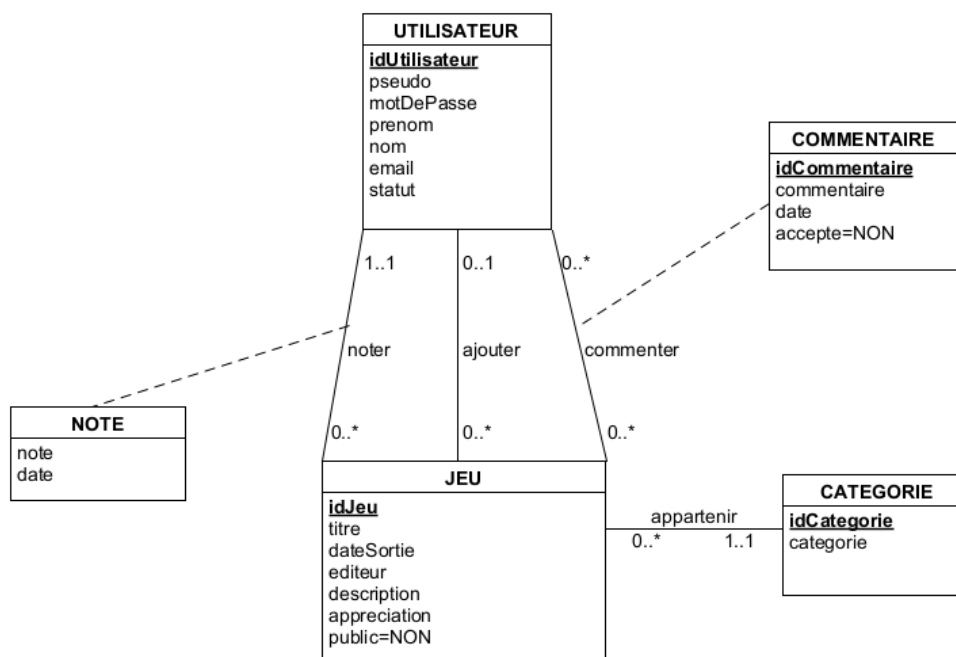 UTILISATEUR
idUtilisateur
pseudo
motDePasse
prenom
nom
email
statut
COMMENTAIRE
idCommentaire
commentaire
date
accepte=NON
1..1
0..1
0..*
noter
ajouter
commenter
NOTE
note
date
0..*
0..*
0..*
JEU
idJeu
titre
dateSortie
editeur
description
appreciation
public=NON
appartenir
0..*
1..1
CATEGORIE
idCategorie
categorie